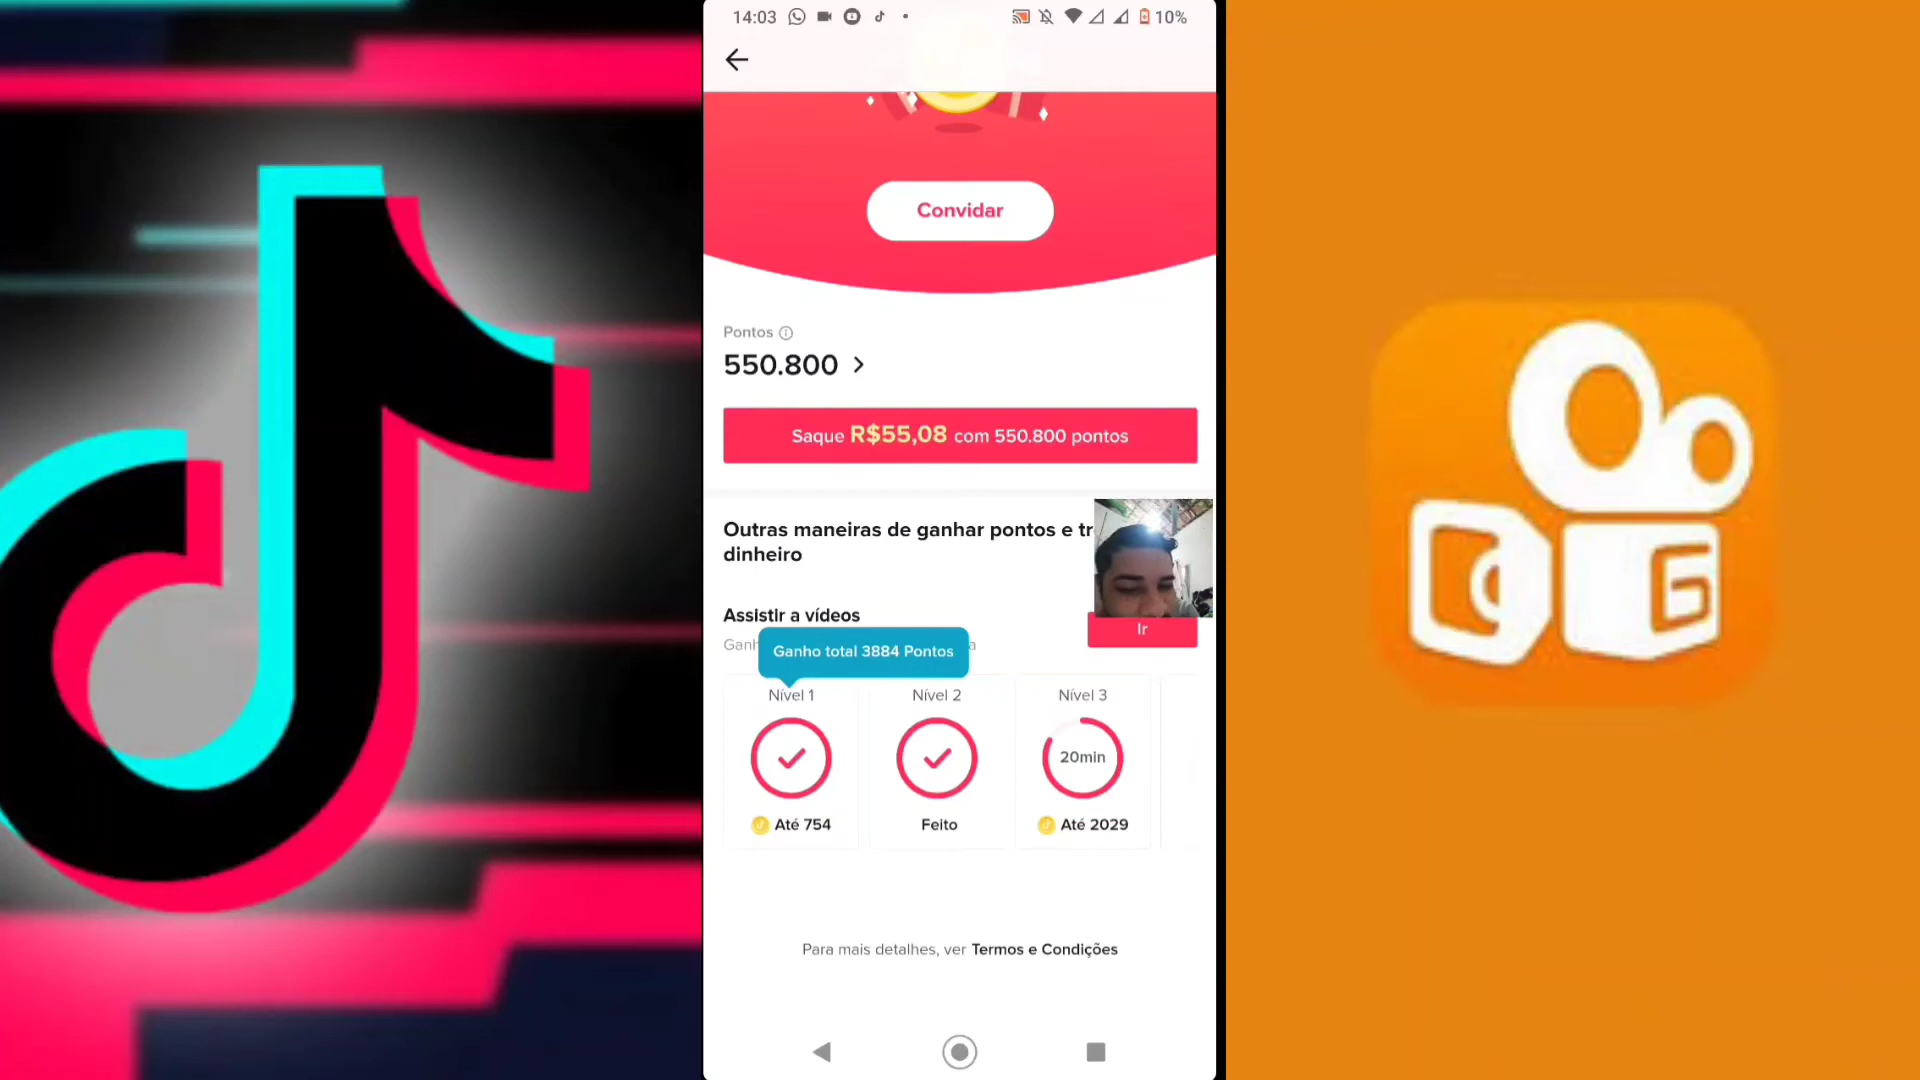 14:03
10%
Convidar
Pontos
550.800
Saque R$55,08 com 550.800 pontos
Outras maneiras de ganhar pontos e tr
dinheiro
Assistir a vídeos
Ir
Ganh
a
Ganho total 3884 Pontos
Nível 1
Nível 2
Nível 3
20min
Até 754
Feito
Até 2029
Para mais detalhes, ver Termos e Condições